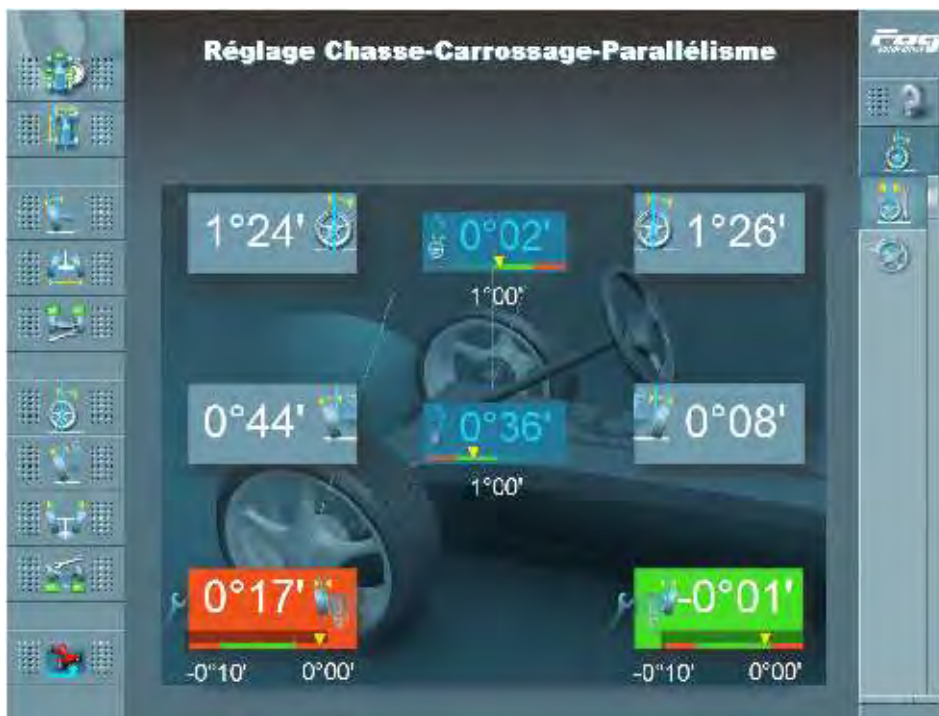 Réglage Chasse-Carrossage-Parallélisme
Fog
1°24' 0°02' 1°26'
1°00'
0°44' 0°36' 0°08'
1°00'
0°17' -0°01'
-0°10' 0°00' -0°10' 0°00'